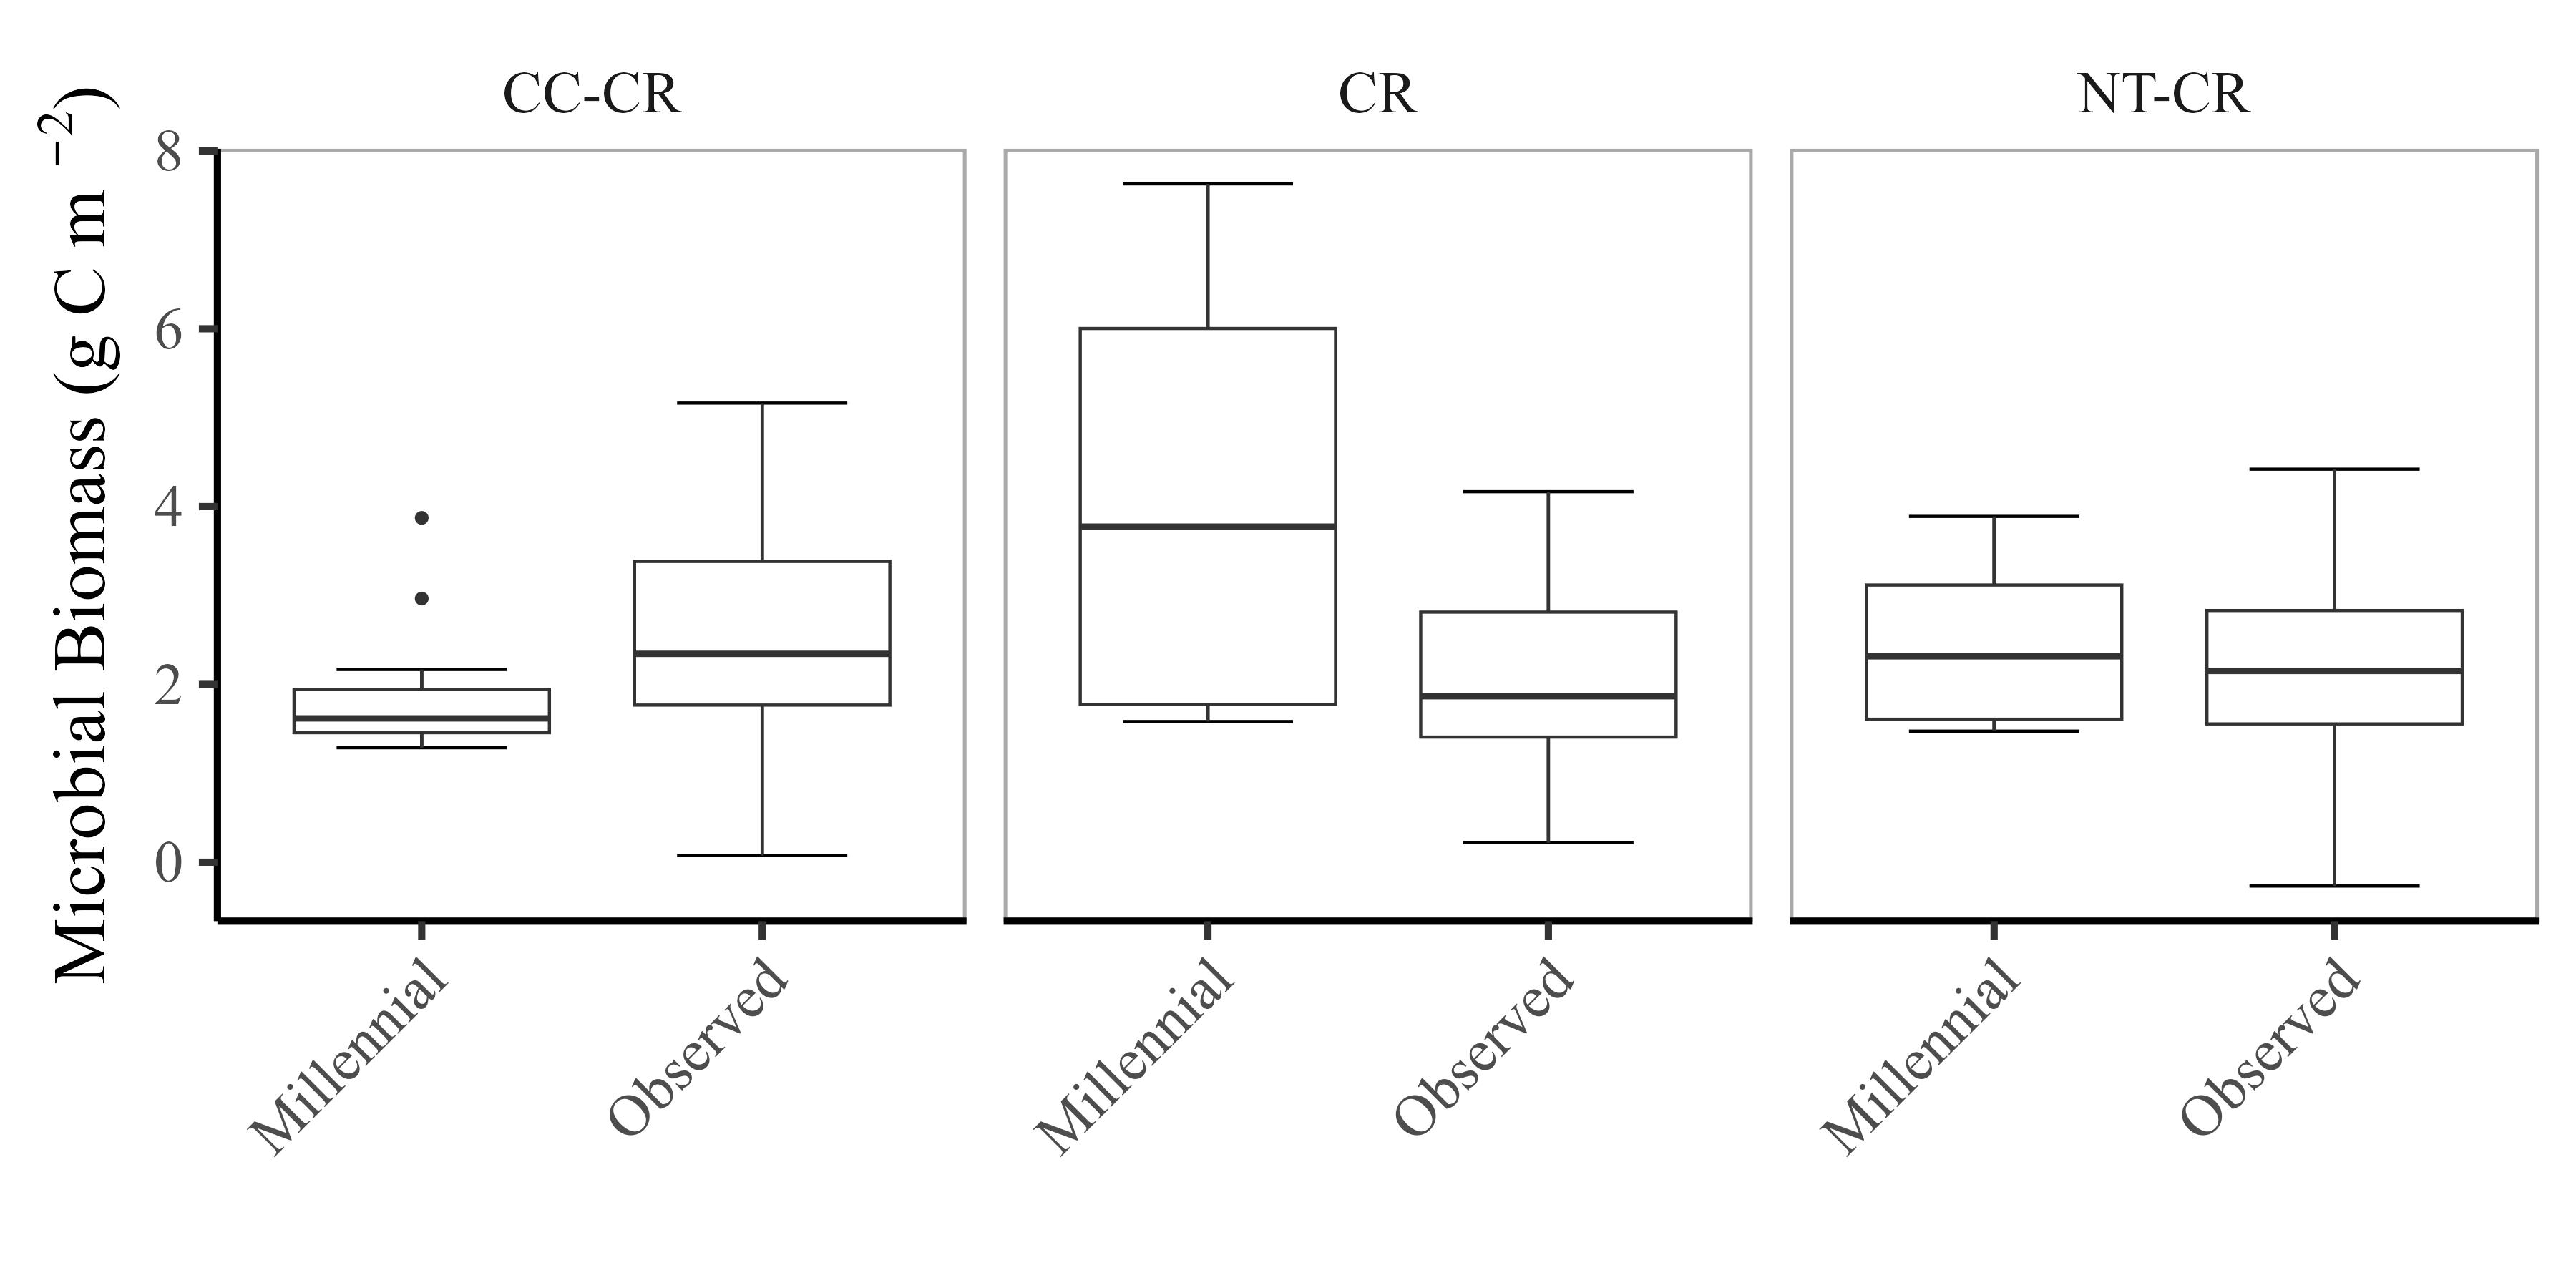 CC-CR
CR
NT-CR
Microbial Biomass (g C m ⁻²)
8
6
4
2
0
Millennial
Observed
Millennial
Observed
Millennial
Observed